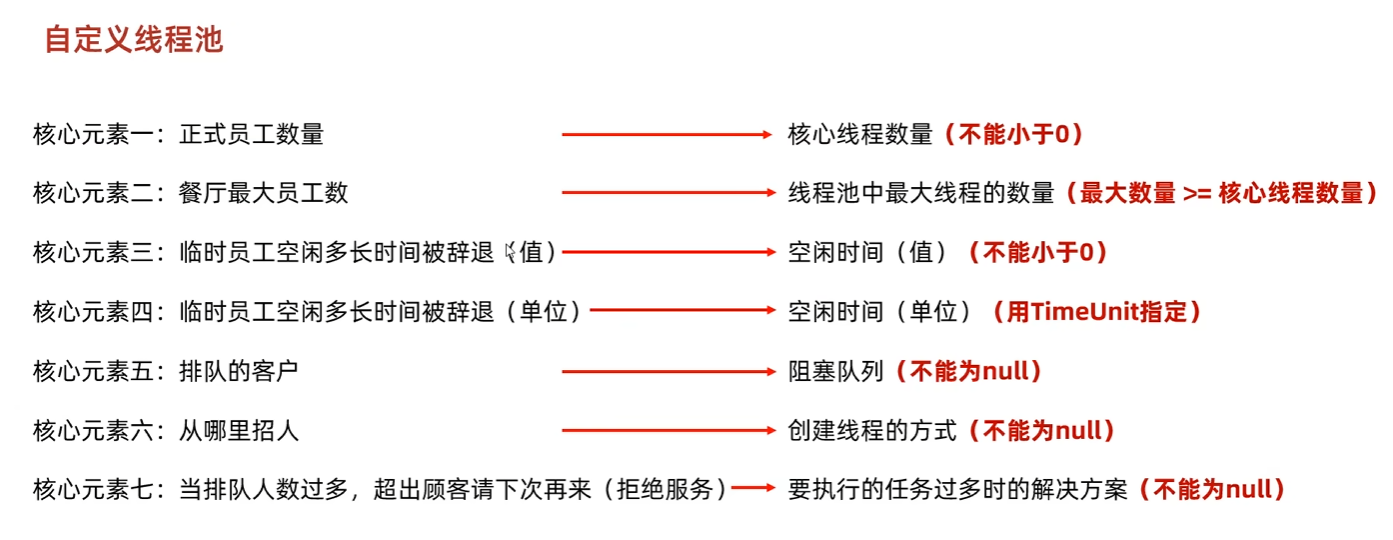 自定义线程池
核心元素一：正式员工数量 核心线程数量（不能小于0）
核心元素二：餐厅最大员工数 线程池中最大线程的数量（最大数量 >= 核心线程数量）
核心元素三：临时员工空闲多长时间被辞退 值） 空闲时间（值）（不能小于0）
核心元素四：临时员工空闲多长时间被辞退（单位） 空闲时间（单位）（用TimeUnit指定）
核心元素五：排队的客户 阻塞队列（不能为null）
核心元素六：从哪里招人 创建线程的方式（不能为null）
核心元素七：当排队人数过多，超出顾客请下次再来（拒绝服务） 要执行的任务过多时的解决方案（不能为null）